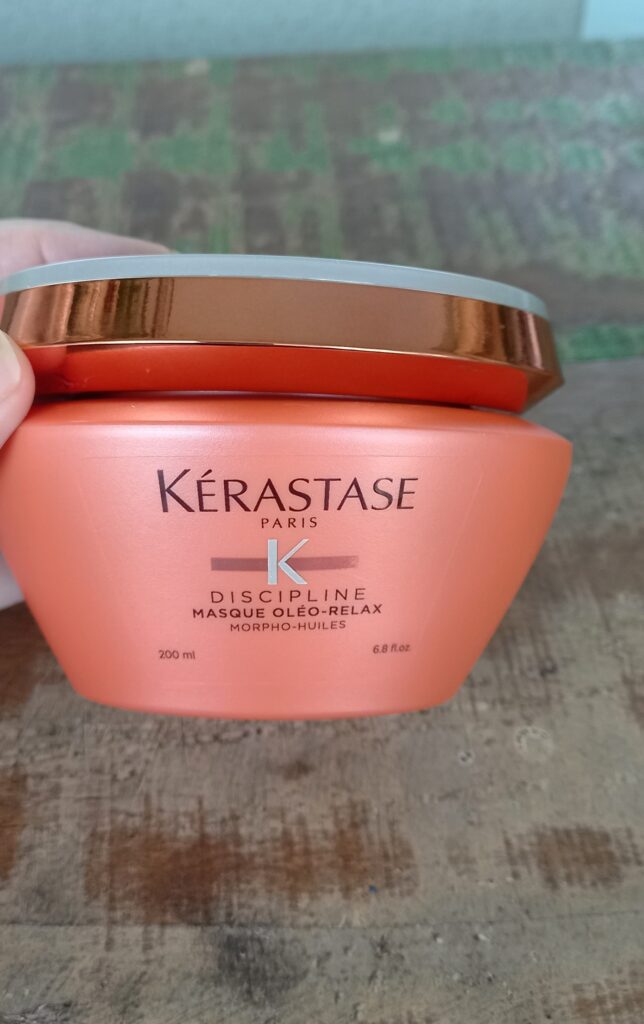 KÉRASTASE
PARIS
K
DISCIPLINE
MASQUE OLÉO-RELAX
MORPHO-HUILES
200 ml 6.8 fl.oz.